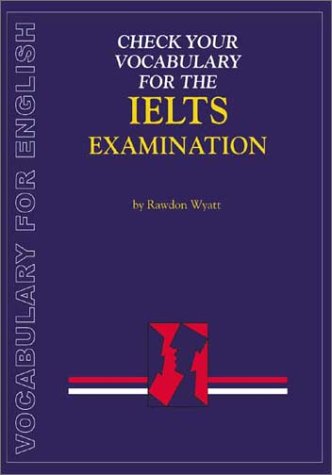 CHECK YOUR
VOCABULARY
FOR THE
IELTS
EXAMINATION
by Rawdon Wyatt
VOCABULARY FOR ENGLISH